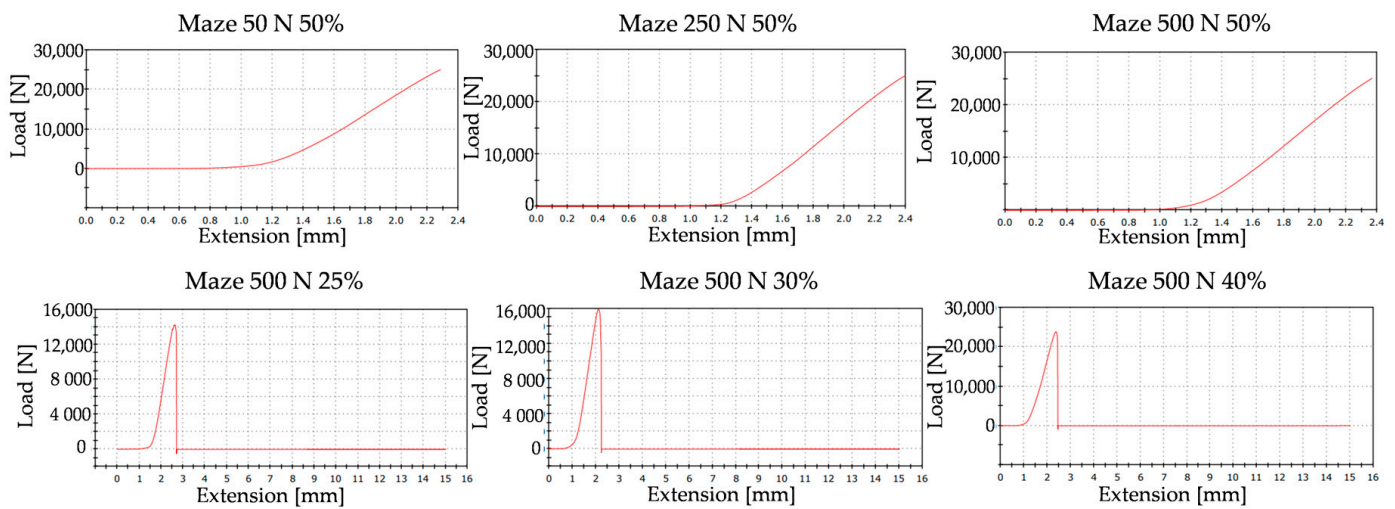 Maze 50 N 50%
30,000
20,000
10,000
0
Load [N]
0.0 0.2 0.4 0.6 0.8 1.0 1.2 1.4 1.6 1.8 2.0 2.2 2.4
Extension [mm]
Maze 250 N 50%
30,000
20,000
10,000
0
Load [N]
0.0 0.2 0.4 0.6 0.8 1.0 1.2 1.4 1.6 1.8 2.0 2.2 2.4
Extension [mm]
Maze 500 N 50%
30,000
20,000
10,000
Load [N]
0.0 0.2 0.4 0.6 0.8 1.0 1.2 1.4 1.6 1.8 2.0 2.2 2.4
Extension [mm]
Maze 500 N 25%
16,000
12,000
8 000
4 000
0
Load [N]
0 1 2 3 4 5 6 7 8 9 10 11 12 13 14 15 16
Extension [mm]
Maze 500 N 30%
16,000
12,000
8 000
4 000
0
Load [N]
0 1 2 3 4 5 6 7 8 9 10 11 12 13 14 15 16
Extension [mm]
Maze 500 N 40%
30,000
20,000
10,000
0
Load [N]
0 1 2 3 4 5 6 7 8 9 10 11 12 13 14 15 16
Extension [mm]